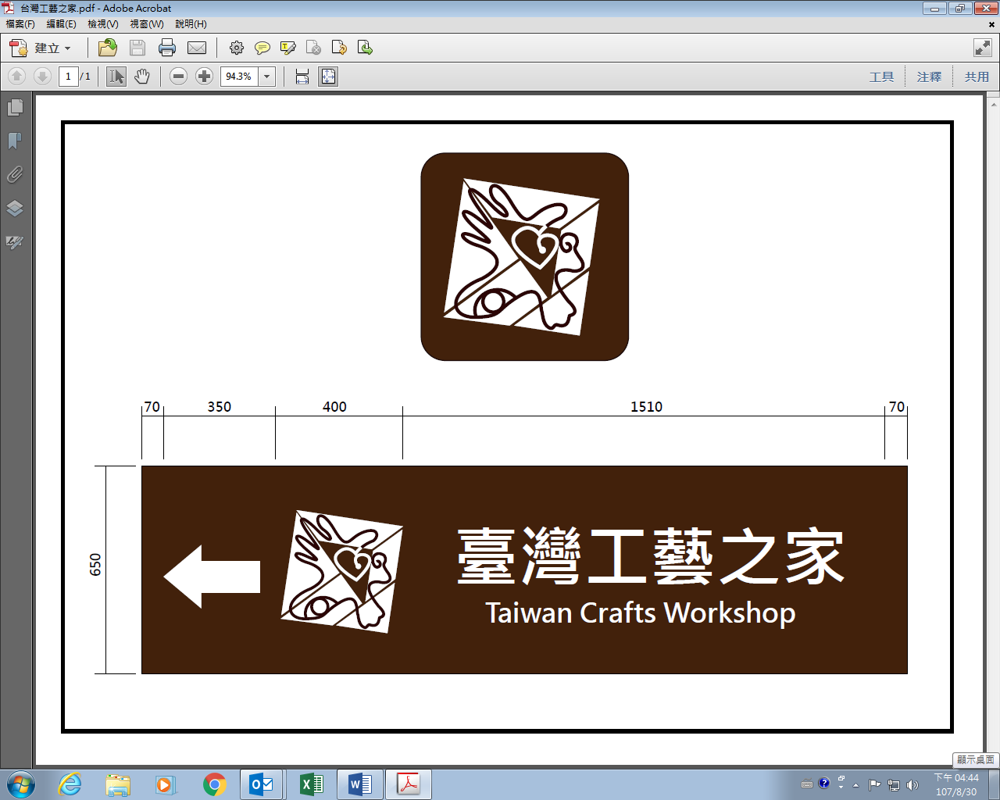 台灣工藝之家.pdf - Adobe Acrobat
檔案(F) 編輯(E) 檢視(V) 視窗(W) 說明(H)
建立
1 / 1 94.3% 工具 注釋 共用
70 350 400 1510 70
650
臺灣工藝之家
Taiwan Crafts Workshop
顯示桌面
下午 04:44
107/8/30